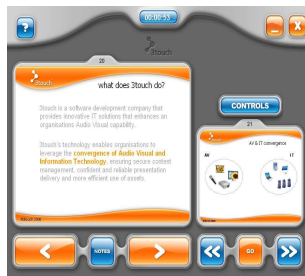 ?
00:00:55
_ X
3touch
20
3touch
what does 3touch do?
3touch is a software development company that
provides innovative IT solutions that enhances an
organisations Audio Visual capability.
3touch's technology enables organisations to
leverage the convergence of Audio Visual and
Information Technology, ensuring secure content
management, confident and reliable presentation
delivery and more efficient use of assets.
CONTROLS
21
AV & IT convergence
AV
IT
NOTES
GO